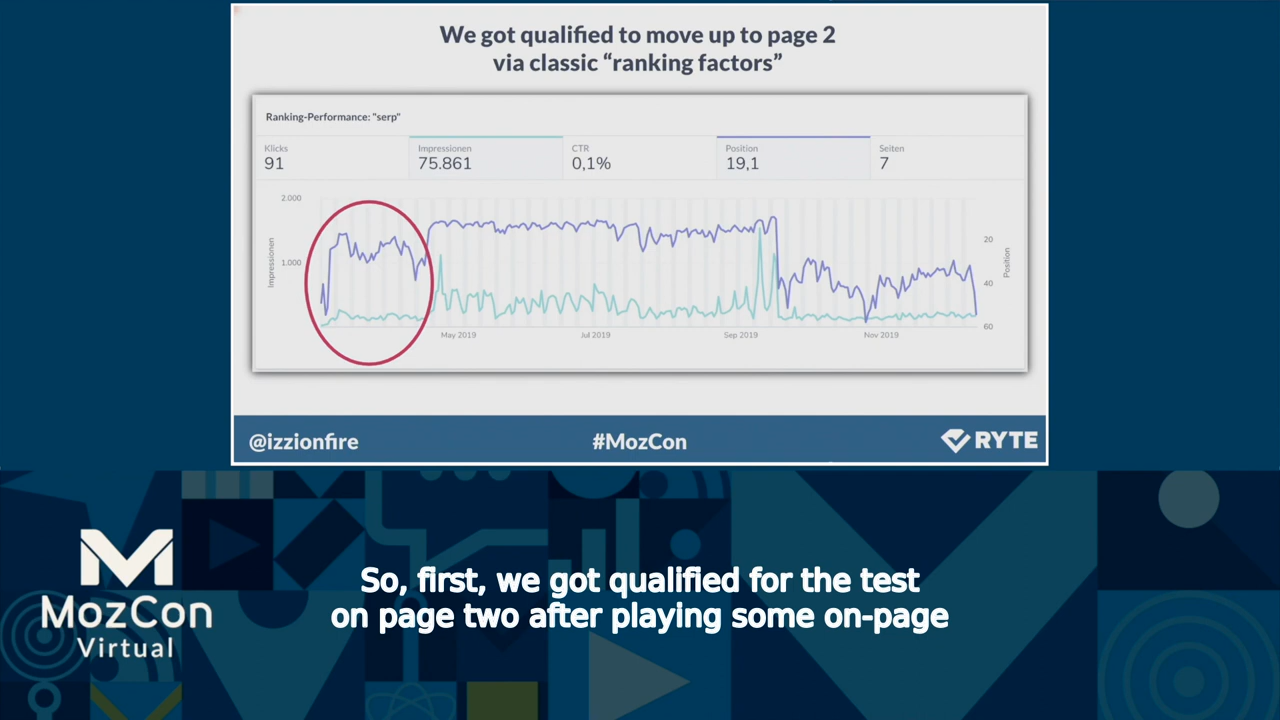 We got qualified to move up to page 2
via classic “ranking factors”
Ranking-Performance: "serp"
Klicks
91
Impressionen
75.861
CTR
0,1%
Position
19,1
Seiten
7
2.000
1.000
Impressionen
20
40
60
Position
May 2019
Jul 2019
Sep 2019
Nov 2019
@izzionfire
#MozCon
RYTE
MozCon
Virtual
So, first, we got qualified for the test
on page two after playing some on-page